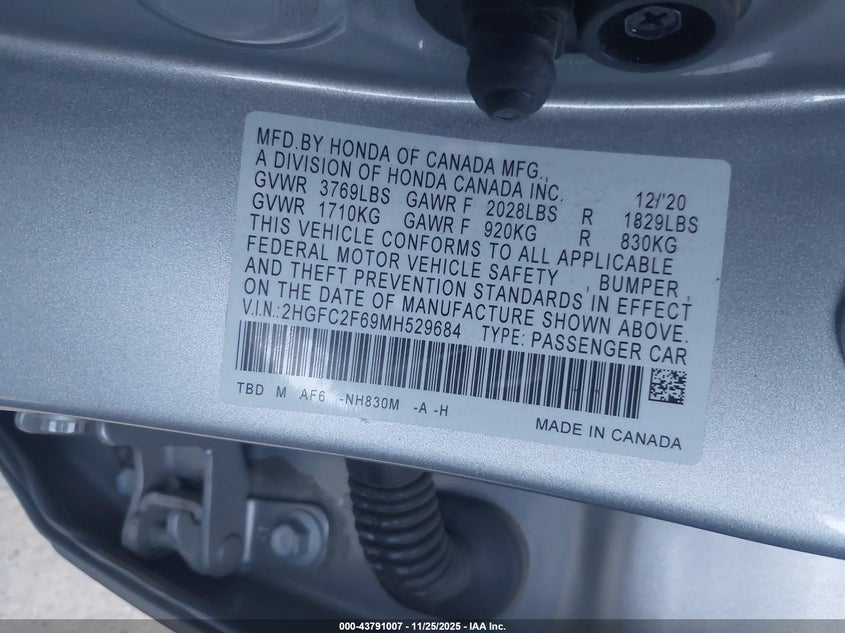 MFD.BY HONDA OF CANADA MFG.,
A DIVISION OF HONDA CANADA INC. 12/'20
GVWR 3769LBS GAWR F 2028LBS R 1829LBS
GVWR 1710KG GAWR F 920KG R 830KG
THIS VEHICLE CONFORMS TO ALL APPLICABLE
FEDERAL MOTOR VEHICLE SAFETY , BUMPER ,
AND THEFT PREVENTION STANDARDS IN EFFECT
ON THE DATE OF MANUFACTURE SHOWN ABOVE.
V.I.N.: 2HGFC2F69MH529684 TYPE: PASSENGER CAR
TBD M AF6 -NH830M -A -H
MADE IN CANADA
000-43791007 - 11/25/2025 - IAA Inc.